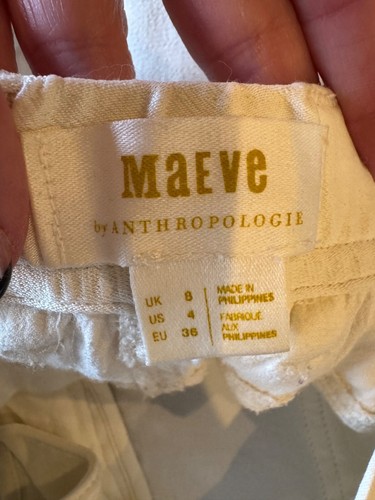 MaEVe
by ANTHROPOLOGIE
UK 8
US 4
EU 36
MADE IN
PHILIPPINES
FABRIQUÉ
AUX
PHILIPPINES